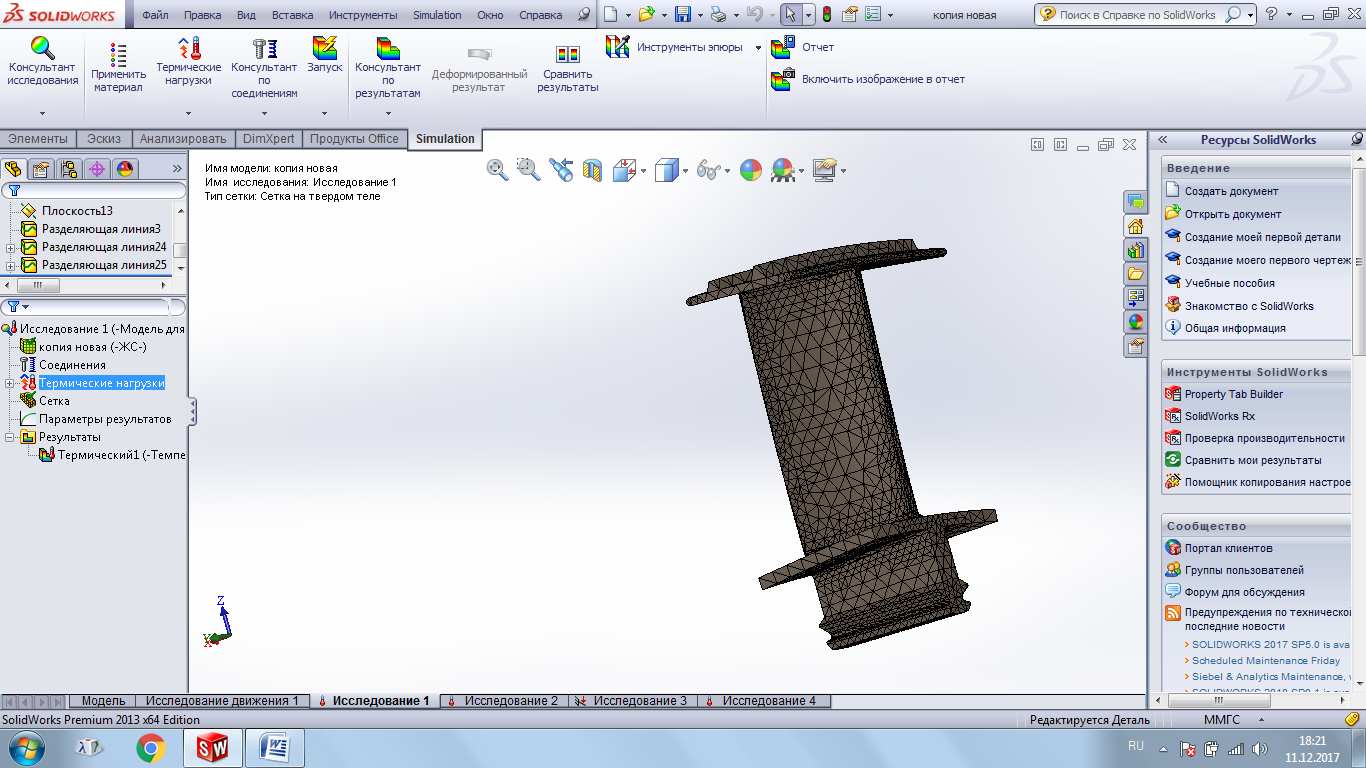 SOLIDWORKS
Файл Правка Вид Вставка Инструменты Simulation Окно Справка
копия новая
Поиск в Справке по SolidWorks
Консультант исследования
Применить материал
Термические нагрузки
Консультант по соединениям
Запуск
Консультант по результатам
Деформированный результат
Сравнить результаты
Инструменты эпюры
Отчет
Включить изображение в отчет
Элементы Эскиз Анализировать DimXpert Продукты Office Simulation
Плоскость13
Разделяющая линия3
Разделяющая линия24
Разделяющая линия25
Исследование 1 (-Модель для
копия новая (-ЖС-)
Соединения
Термические нагрузки
Сетка
Параметры результатов
Результаты
Термический1 (-Темпе
Имя модели: копия новая
Имя исследования: Исследование 1
Тип сетки: Сетка на твердом теле
Z
X
Ресурсы SolidWorks
Введение
Создать документ
Открыть документ
Создание моей первой детали
Создание моего первого чертеж
Учебные пособия
Знакомство с SolidWorks
Общая информация
Инструменты SolidWorks
Property Tab Builder
SolidWorks Rx
Проверка производительности
Сравнить мои результаты
Помощник копирования настрое
Сообщество
Портал клиентов
Группы пользователей
Форум для обсуждения
Предупреждения по техническо
последние новости
SOLIDWORKS 2017 SP5.0 is ava
Scheduled Maintenance Friday
Siebel & Analytics Maintenance,
Модель Исследование движения 1 Исследование 1 Исследование 2 Исследование 3 Исследование 4
SolidWorks Premium 2013 x64 Edition
Редактируется Деталь
ММГС
RU
18:21
11.12.2017